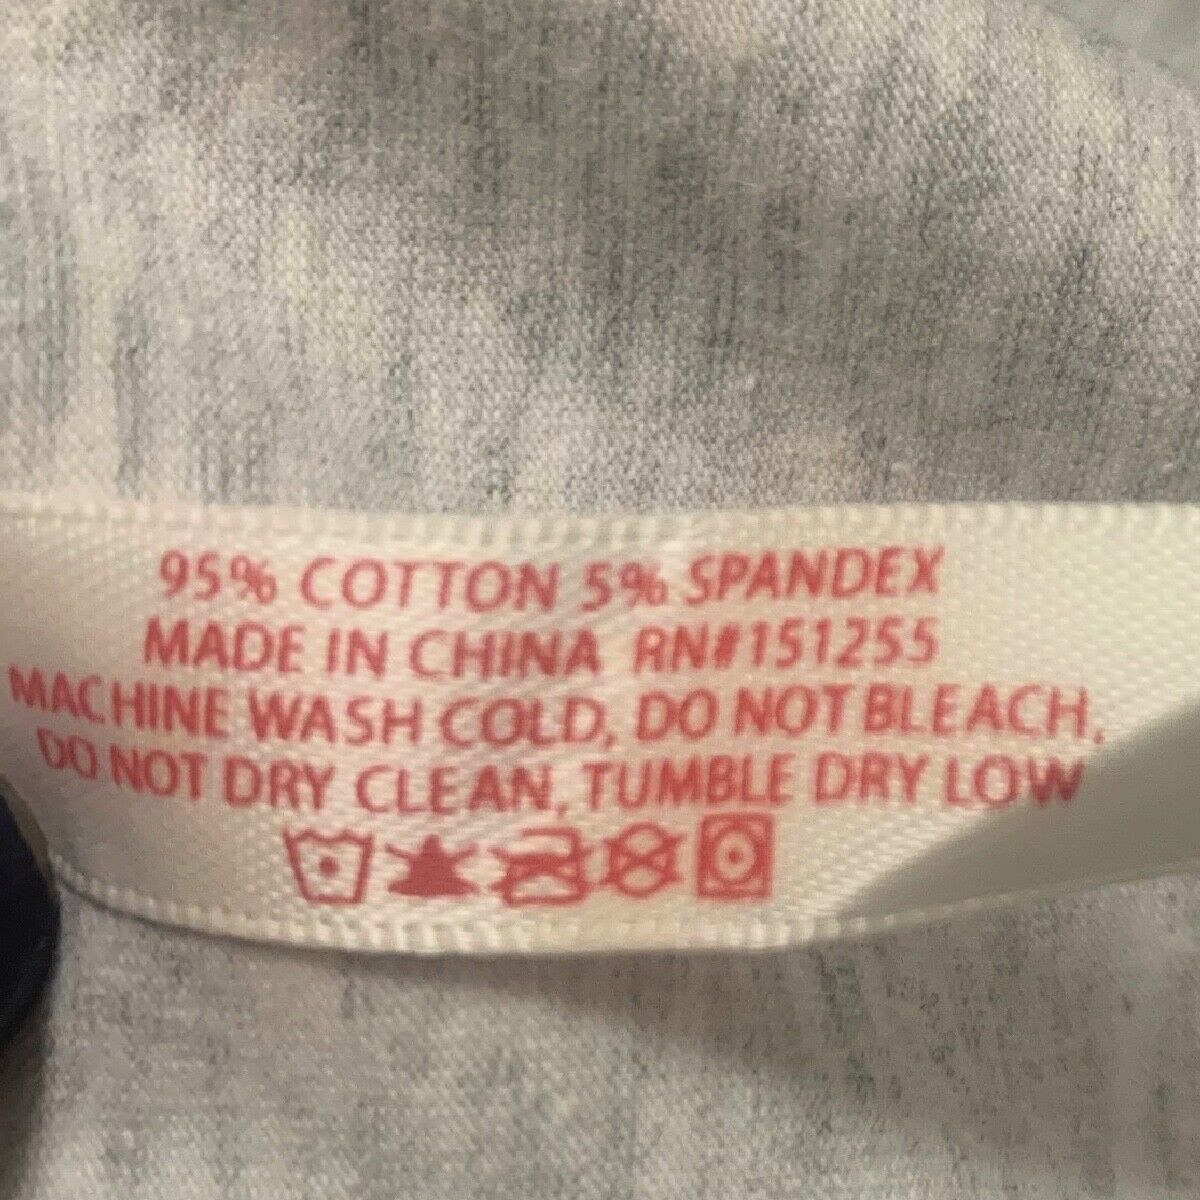 95% COTTON 5% SPANDEX
MADE IN CHINA RN#151255
MACHINE WASH COLD, DO NOT BLEACH,
DO NOT DRY CLEAN, TUMBLE DRY LOW